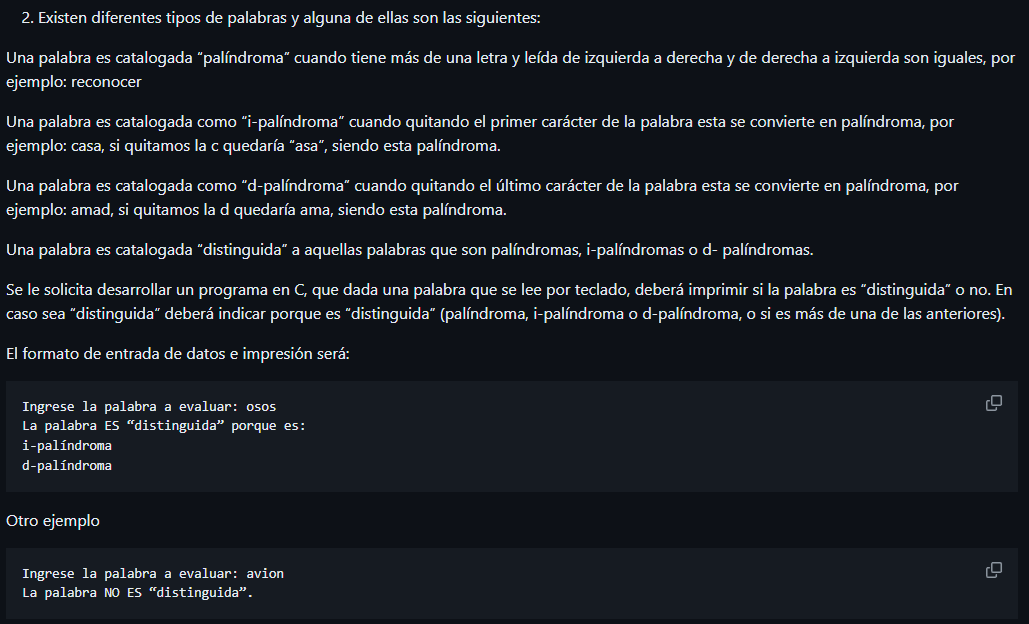 2. Existen diferentes tipos de palabras y alguna de ellas son las siguientes:
Una palabra es catalogada “palíndroma” cuando tiene más de una letra y leída de izquierda a derecha y de derecha a izquierda son iguales, por
ejemplo: reconocer
Una palabra es catalogada como “i-palíndroma” cuando quitando el primer carácter de la palabra esta se convierte en palíndroma, por
ejemplo: casa, si quitamos la c quedaría “asa”, siendo esta palíndroma.
Una palabra es catalogada como “d-palíndroma” cuando quitando el último carácter de la palabra esta se convierte en palíndroma, por
ejemplo: amad, si quitamos la d quedaría ama, siendo esta palíndroma.
Una palabra es catalogada “distinguida” a aquellas palabras que son palíndromas, i-palíndromas o d- palíndromas.
Se le solicita desarrollar un programa en C, que dada una palabra que se lee por teclado, deberá imprimir si la palabra es “distinguida” o no. En
caso sea “distinguida” deberá indicar porque es “distinguida” (palíndroma, i-palíndroma o d-palíndroma, o si es más de una de las anteriores).
El formato de entrada de datos e impresión será:
Ingrese la palabra a evaluar: osos
La palabra ES “distinguida” porque es:
i-palíndroma
d-palíndroma
Otro ejemplo
Ingrese la palabra a evaluar: avion
La palabra NO ES “distinguida”.